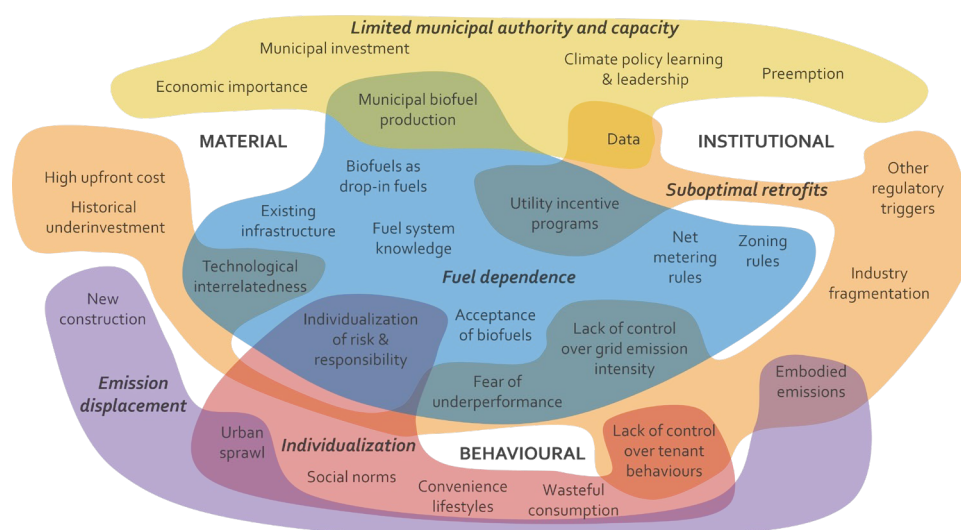 Limited municipal authority and capacity
Municipal investment
Climate policy learning
& leadership
Preemption
Economic importance
Municipal biofuel
production
MATERIAL
Data
INSTITUTIONAL
High upfront cost
Historical
underinvestment
Biofuels as
drop-in fuels
Suboptimal retrofits
Other
regulatory
triggers
Existing
infrastructure
Fuel system
knowledge
Utility incentive
programs
Net
metering
rules
Zoning
rules
Technological
interrelatedness
Fuel dependence
Industry
fragmentation
New
construction
Individualization
of risk &
responsibility
Acceptance
of biofuels
Lack of control
over grid emission
intensity
Emission
displacement
Fear of
underperformance
Embodied
emissions
Urban
sprawl
Individualization
BEHAVIOURAL
Lack of control
over tenant
behaviours
Social norms
Convenience
lifestyles
Wasteful
consumption